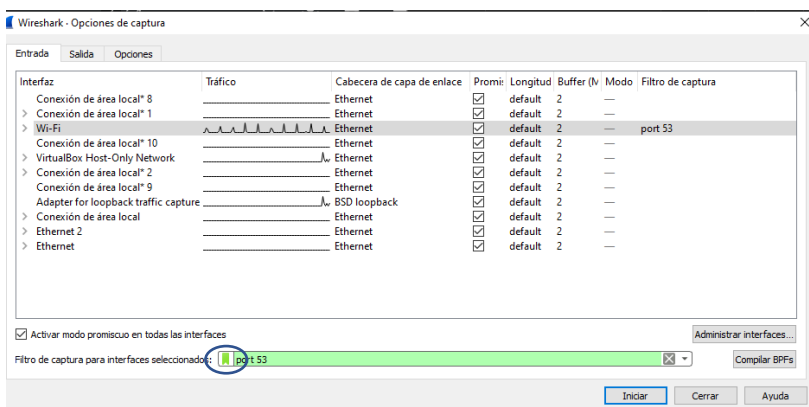 Wireshark - Opciones de captura
Entrada Salida Opciones
Interfaz Tráfico Cabecera de capa de enlace Promi: Longitud Buffer (M Modo Filtro de captura
Conexión de área local* 8 Ethernet default 2 —
Conexión de área local* 1 Ethernet default 2 —
Wi-Fi Ethernet default 2 — port 53
Conexión de área local* 10 Ethernet default 2 —
VirtualBox Host-Only Network Ethernet default 2 —
Conexión de área local* 2 Ethernet default 2 —
Conexión de área local* 9 Ethernet default 2 —
Adapter for loopback traffic capture BSD loopback default 2 —
Conexión de área local Ethernet default 2 —
Ethernet 2 Ethernet default 2 —
Ethernet Ethernet default 2 —
Activar modo promiscuo en todas las interfaces Administrar interfaces...
Filtro de captura para interfaces seleccionados: port 53 Compilar BPFs
Iniciar Cerrar Ayuda